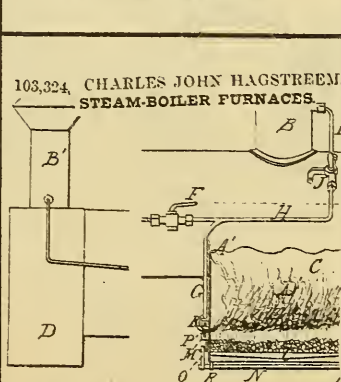 103,324, CHARLES JOHN HAGSTREEM
STEAM-BOILER FURNACES.
B'
B
J
F
H
A'
C
G
A
D
P
M
O
R
N